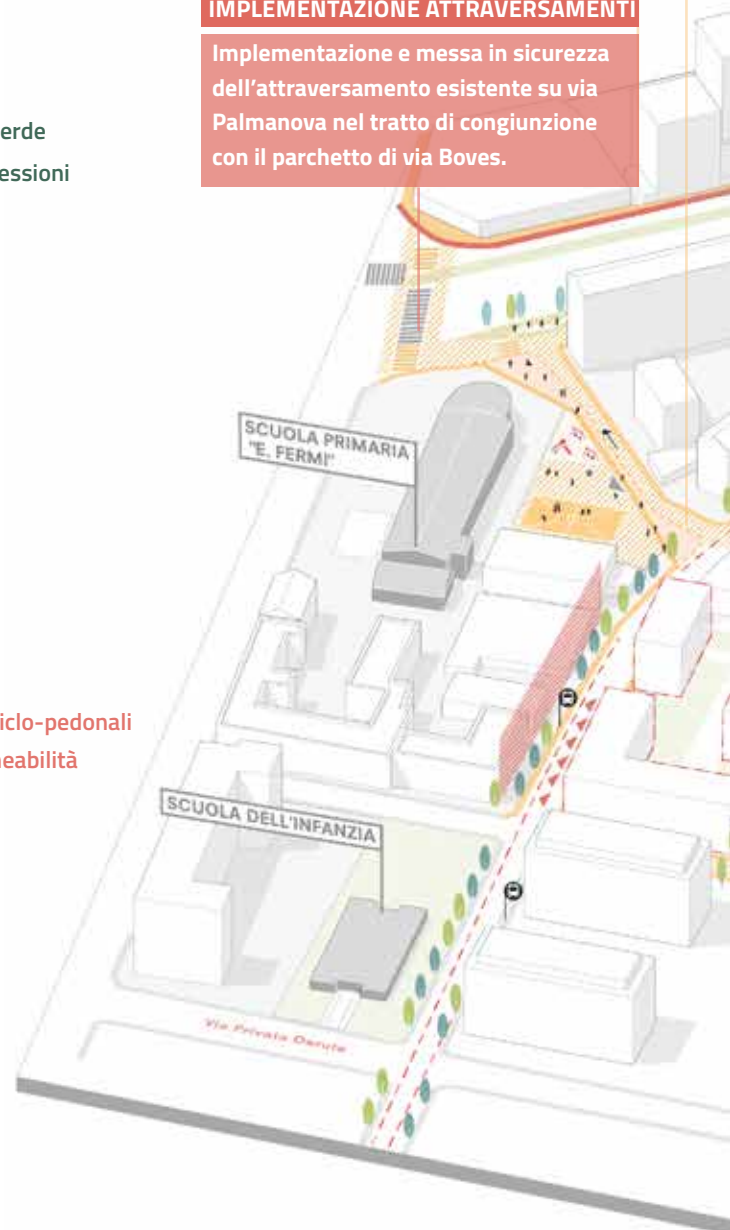 IMPLEMENTAZIONE ATTRAVERSAMENTI
Implementazione e messa in sicurezza
dell'attraversamento esistente su via
Palmanova nel tratto di congiunzione
con il parchetto di via Boves.
erde
essioni
SCUOLA PRIMARIA
"E. FERMI"
iclo-pedonali
neabilità
SCUOLA DELL'INFANZIA
Via Privata Deruta